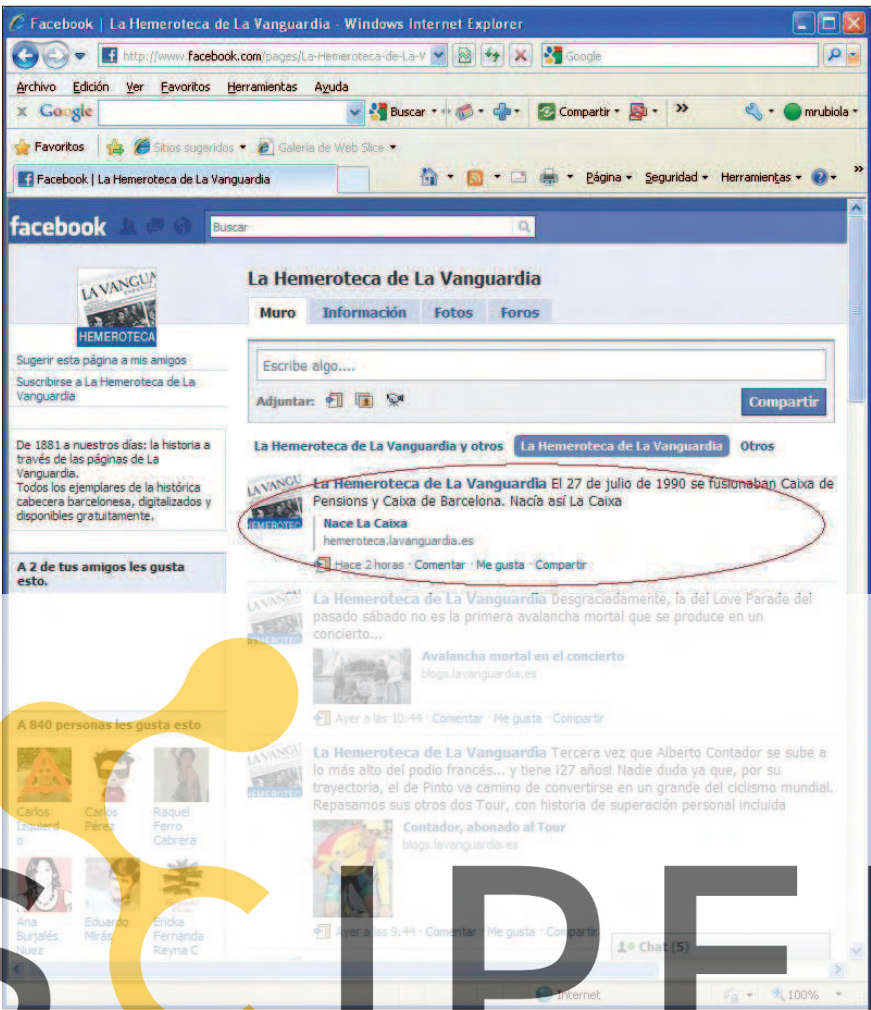 Facebook | La Hemeroteca de La Vanguardia - Windows Internet Explorer
http://www.facebook.com/pages/La-Hemeroteca-de-La-V
Google
Archivo Edición Ver Favoritos Herramientas Ayuda
x Google Buscar Compartir » mrubiola
Favoritos Sitios sugeridos Galería de Web Slice
Facebook | La Hemeroteca de La Vanguardia
Página Seguridad Herramientas »
facebook
Buscar
LA VANGUA
HEMEROTECA
Sugerir esta página a mis amigos
Suscribirse a La Hemeroteca de La
Vanguardia
De 1881 a nuestros días: la historia a
través de las páginas de La
Vanguardia.
Todos los ejemplares de la histórica
cabecera barcelonesa, digitalizados y
disponibles gratuitamente.
A 2 de tus amigos les gusta
esto.
A 840 personas les gusta esto
Carlos
Izquierd
o
Carlos
Pérez
Raquel
Ferro
Cabrera
Ana
Burjalés
Nuez
Eduardo
Mirás
Ericka
Fernanda
Reyna C
La Hemeroteca de La Vanguardia
Muro Información Fotos Foros
Escribe algo....
Adjuntar:
Compartir
La Hemeroteca de La Vanguardia y otros La Hemeroteca de La Vanguardia Otros
LA VANGU
HEMEROTEC
La Hemeroteca de La Vanguardia El 27 de julio de 1990 se fusionaban Caixa de
Pensions y Caixa de Barcelona. Nacía así La Caixa
Nace La Caixa
hemeroteca.lavanguardia.es
Hace 2 horas · Comentar · Me gusta · Compartir
LA VANGU
HEMEROTEC
La Hemeroteca de La Vanguardia Desgraciadamente, la del Love Parade del
pasado sábado no es la primera avalancha mortal que se produce en un
concierto...
Avalancha mortal en el concierto
blogs.lavanguardia.es
Ayer a las 10:44 · Comentar · Me gusta · Compartir
LA VANGU
HEMEROTEC
La Hemeroteca de La Vanguardia Tercera vez que Alberto Contador se sube a
lo más alto del podio francés... y tiene ¡27 años! Nadie duda ya que, por su
trayectoria, el de Pinto va camino de convertirse en un grande del ciclismo mundial.
Repasamos sus otros dos Tour, con historia de superación personal incluida
Contador, abonado al Tour
blogs.lavanguardia.es
Ayer a las 9:44 · Comentar · Me gusta · Compartir
Chat (5)
Internet
100%
SCIPE